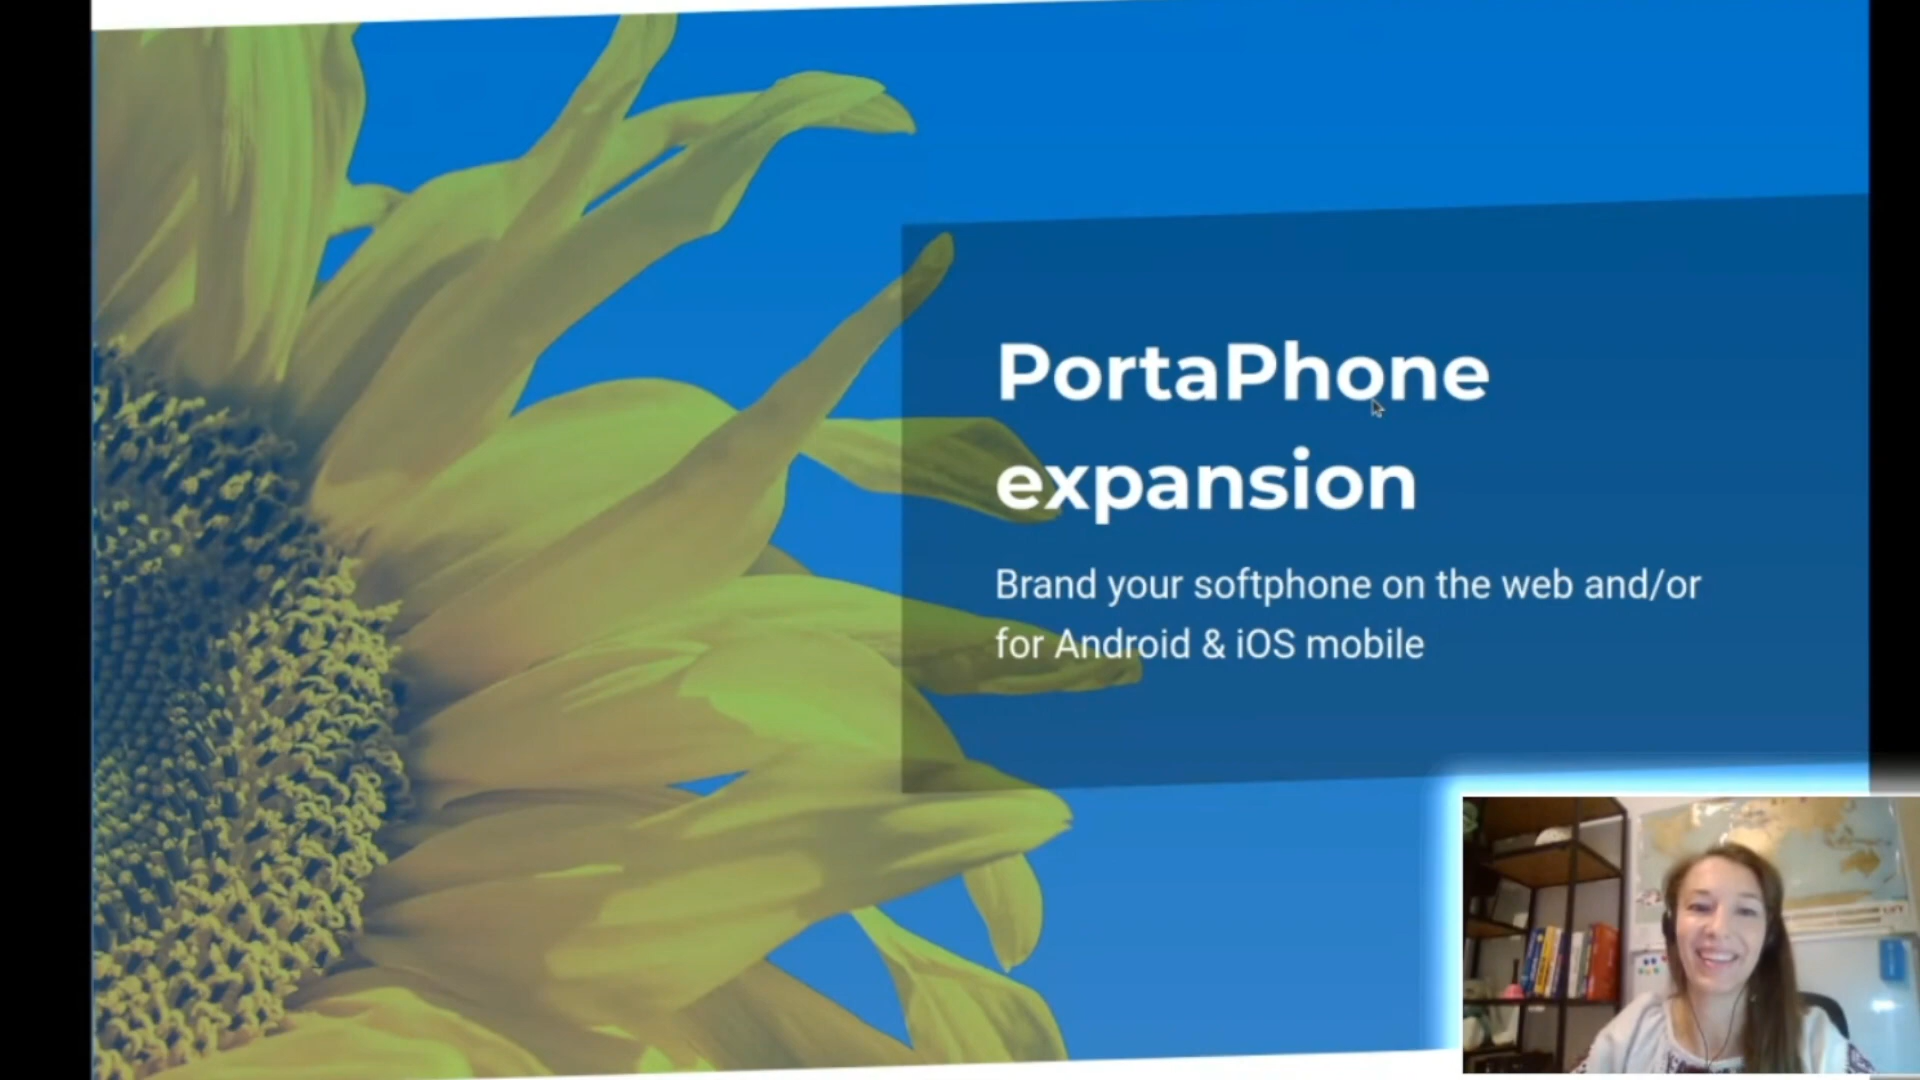 PortaPhone
expansion
Brand your softphone on the web and/or
for Android & iOS mobile